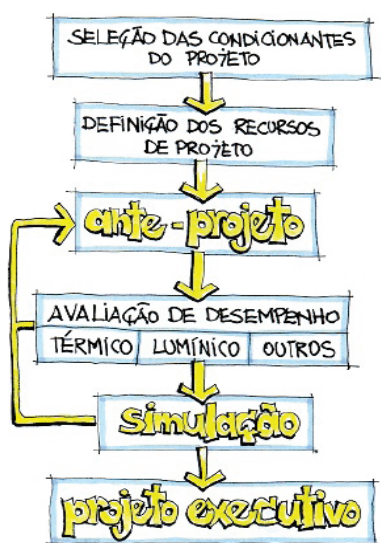 SELEÇÃO DAS CONDICIONANTES
DO PROJETO
DEFINIÇÃO DOS RECURSOS
DE PROJETO
ante-projeto
AVALIAÇÃO DE DESEMPENHO
TÉRMICO LUMÍNICO OUTROS
simulação
projeto executivo